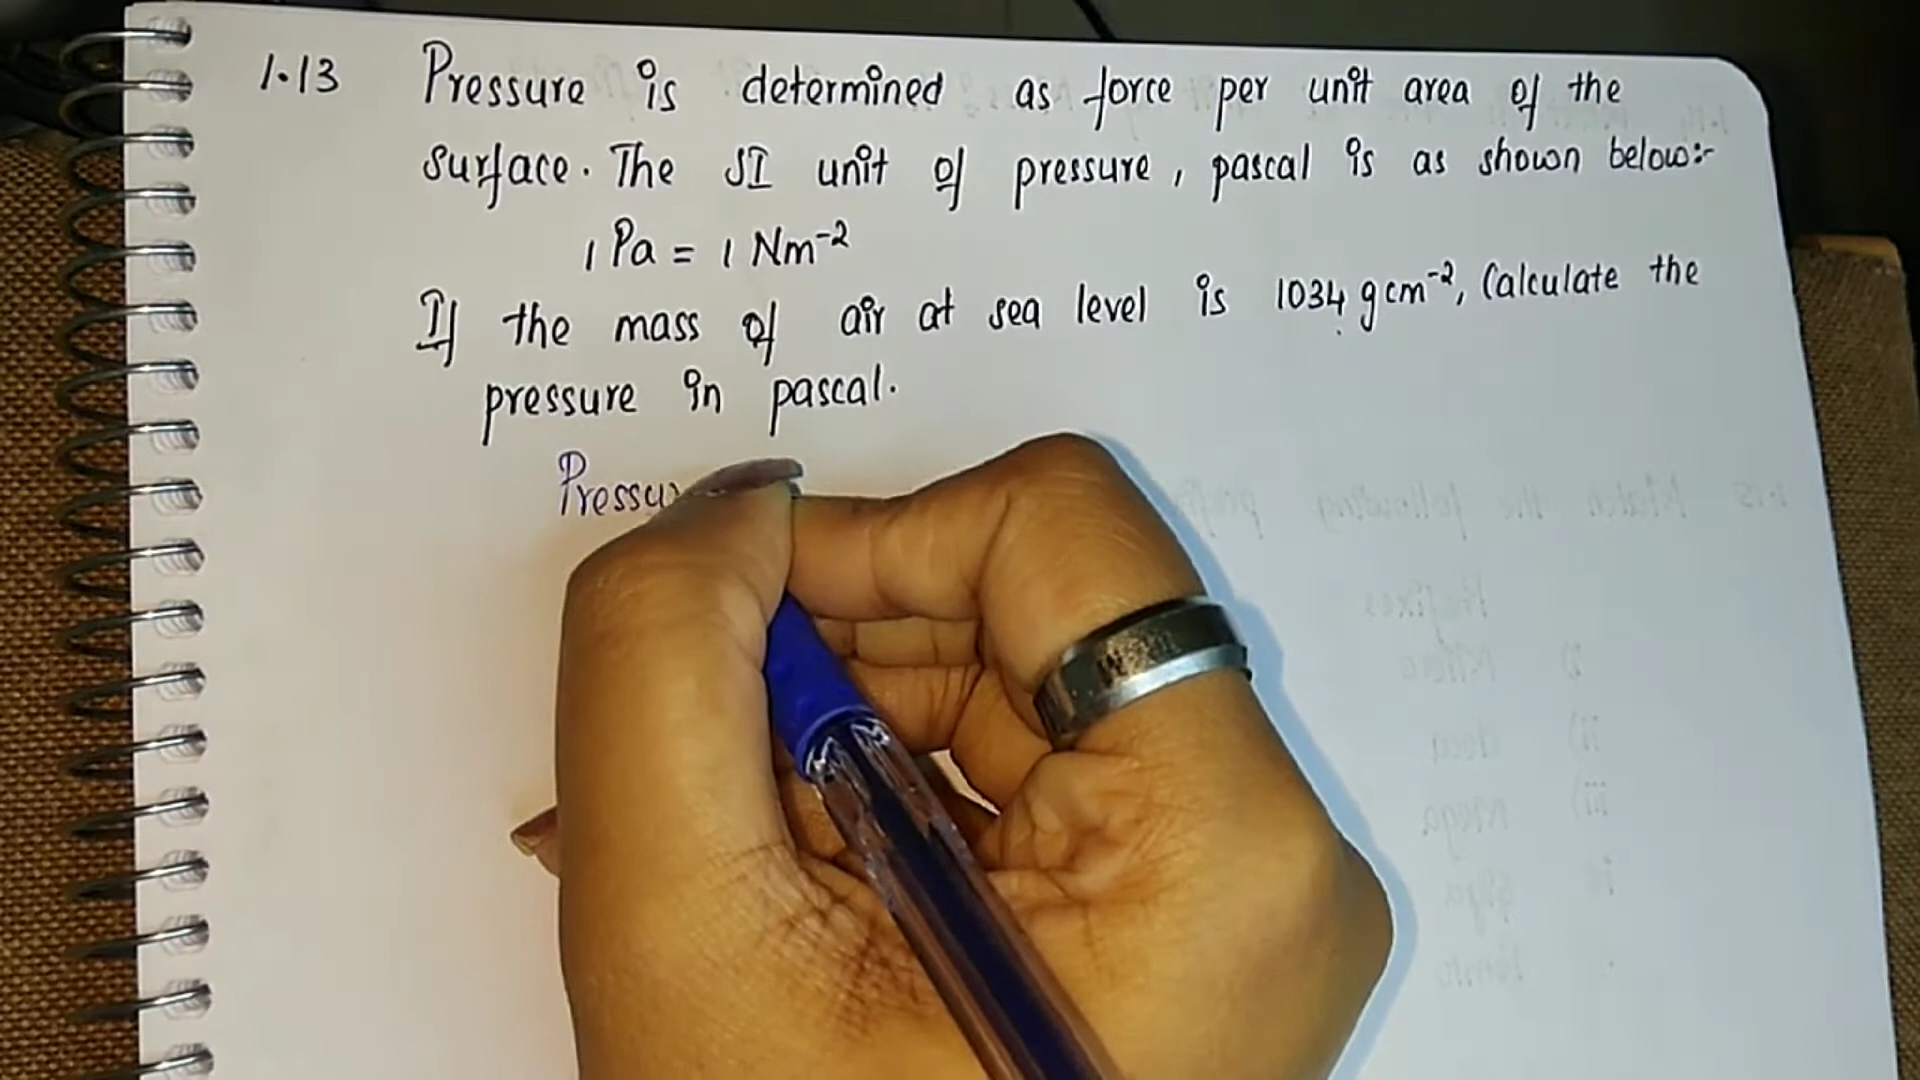 1.13 Pressure is determined as force per unit area of the
surface. The SI unit of pressure, pascal is as shown below:-
1 Pa = 1 Nm⁻²
If the mass of air at sea level is 1034 g cm⁻², Calculate the
pressure in pascal.
Pressu